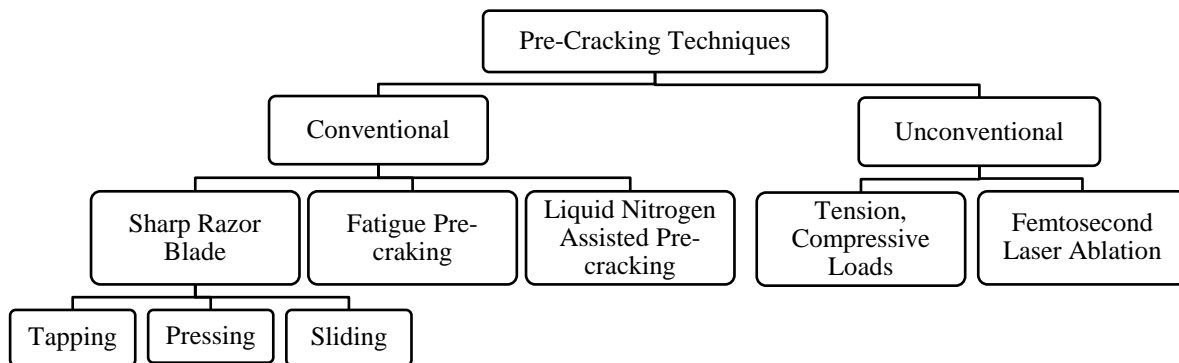 Pre-Cracking Techniques
Conventional
Unconventional
Sharp Razor
Blade
Fatigue Pre-
craking
Liquid Nitrogen
Assisted Pre-
cracking
Tension,
Compressive
Loads
Femtosecond
Laser Ablation
Tapping
Pressing
Sliding